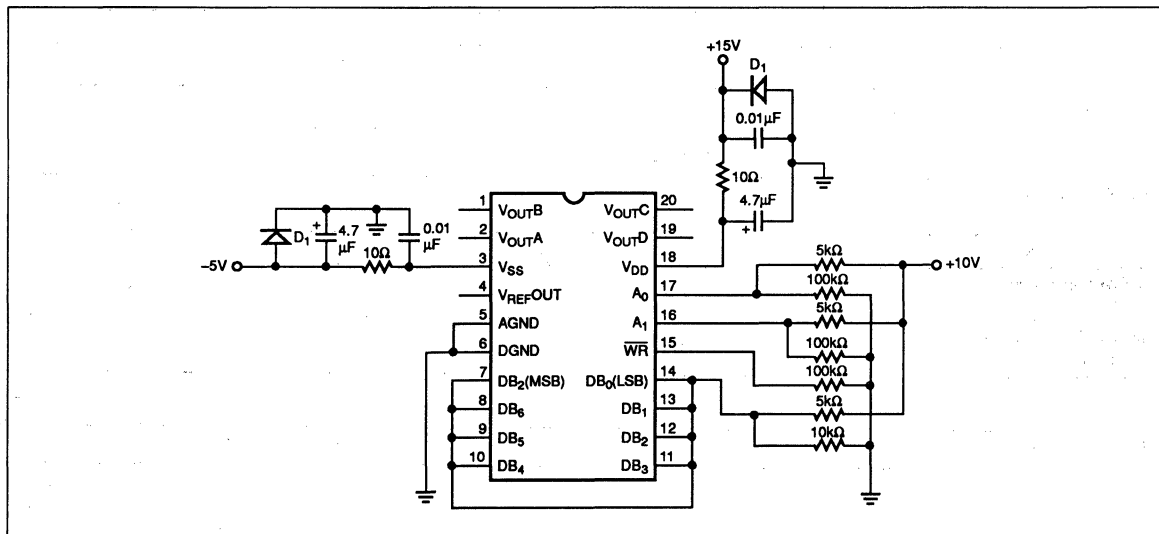 +15V
D1
0.01µF
10Ω
4.7µF
+
D1
+
4.7
µF
0.01
µF
10Ω
−5V
1
VOUTB
2
VOUTA
3
VSS
4
VREFOUT
5
AGND
6
DGND
7
DB2(MSB)
8
DB6
9
DB5
10
DB4
20
VOUTC
19
VOUTD
18
VDD
17
A0
16
A1
15
WR
14
DB0(LSB)
13
DB1
12
DB2
11
DB3
5kΩ
+10V
100kΩ
5kΩ
100kΩ
100kΩ
5kΩ
10kΩ